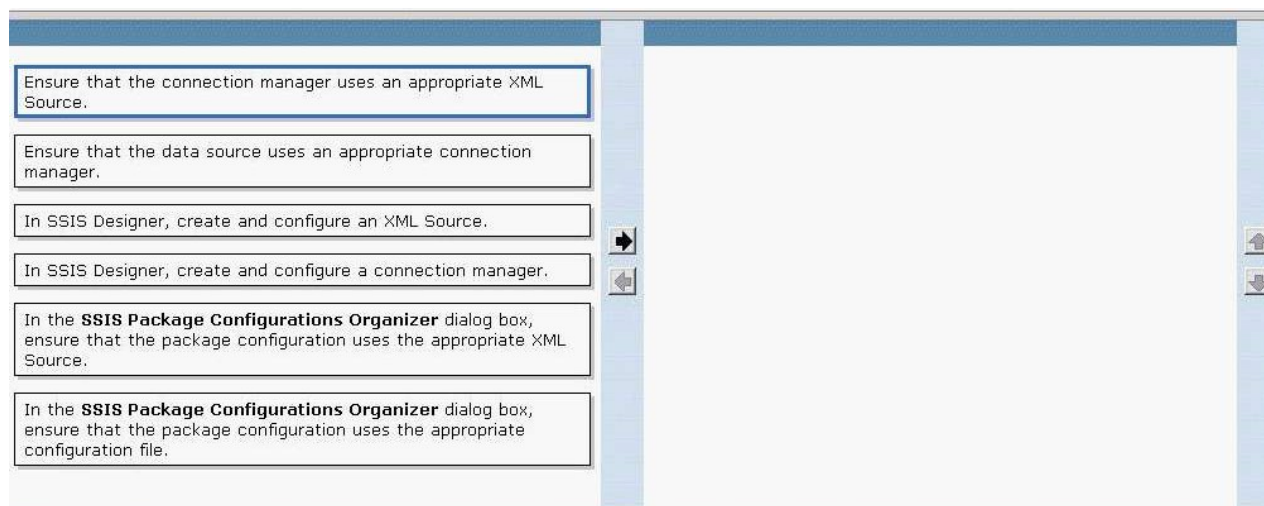 Ensure that the connection manager uses an appropriate XML
Source.
Ensure that the data source uses an appropriate connection
manager.
In SSIS Designer, create and configure an XML Source.
In SSIS Designer, create and configure a connection manager.
In the SSIS Package Configurations Organizer dialog box,
ensure that the package configuration uses the appropriate XML
Source.
In the SSIS Package Configurations Organizer dialog box,
ensure that the package configuration uses the appropriate
configuration file.